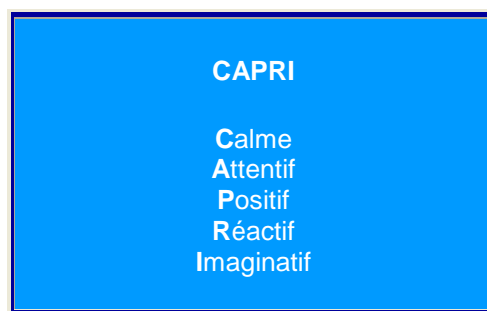 CAPRI
Calme
Attentif
Positif
Réactif
Imaginatif